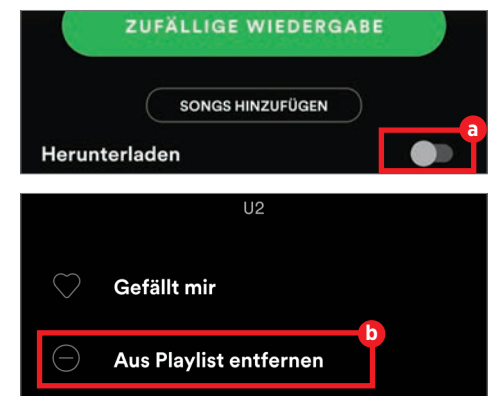 ZUFÄLLIGE WIEDERGABE
SONGS HINZUFÜGEN
a
Herunterladen
U2
Gefällt mir
b
Aus Playlist entfernen